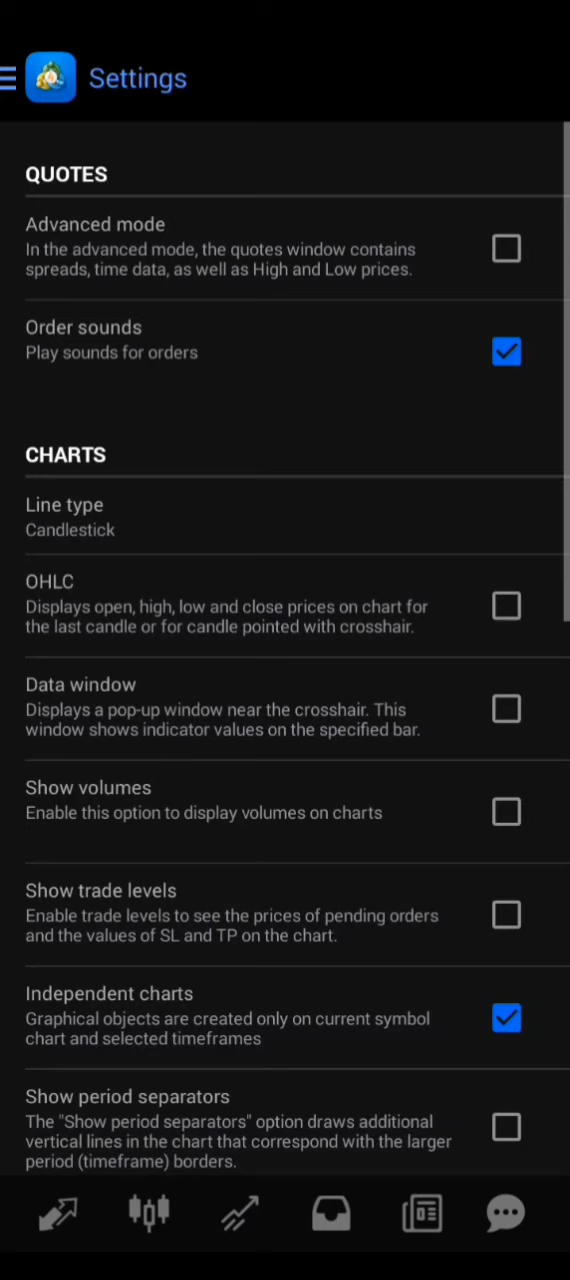 Settings
QUOTES
Advanced mode
In the advanced mode, the quotes window contains
spreads, time data, as well as High and Low prices.
Order sounds
Play sounds for orders
CHARTS
Line type
Candlestick
OHLC
Displays open, high, low and close prices on chart for
the last candle or for candle pointed with crosshair.
Data window
Displays a pop-up window near the crosshair. This
window shows indicator values on the specified bar.
Show volumes
Enable this option to display volumes on charts
Show trade levels
Enable trade levels to see the prices of pending orders
and the values of SL and TP on the chart.
Independent charts
Graphical objects are created only on current symbol
chart and selected timeframes
Show period separators
The "Show period separators" option draws additional
vertical lines in the chart that correspond with the larger
period (timeframe) borders.